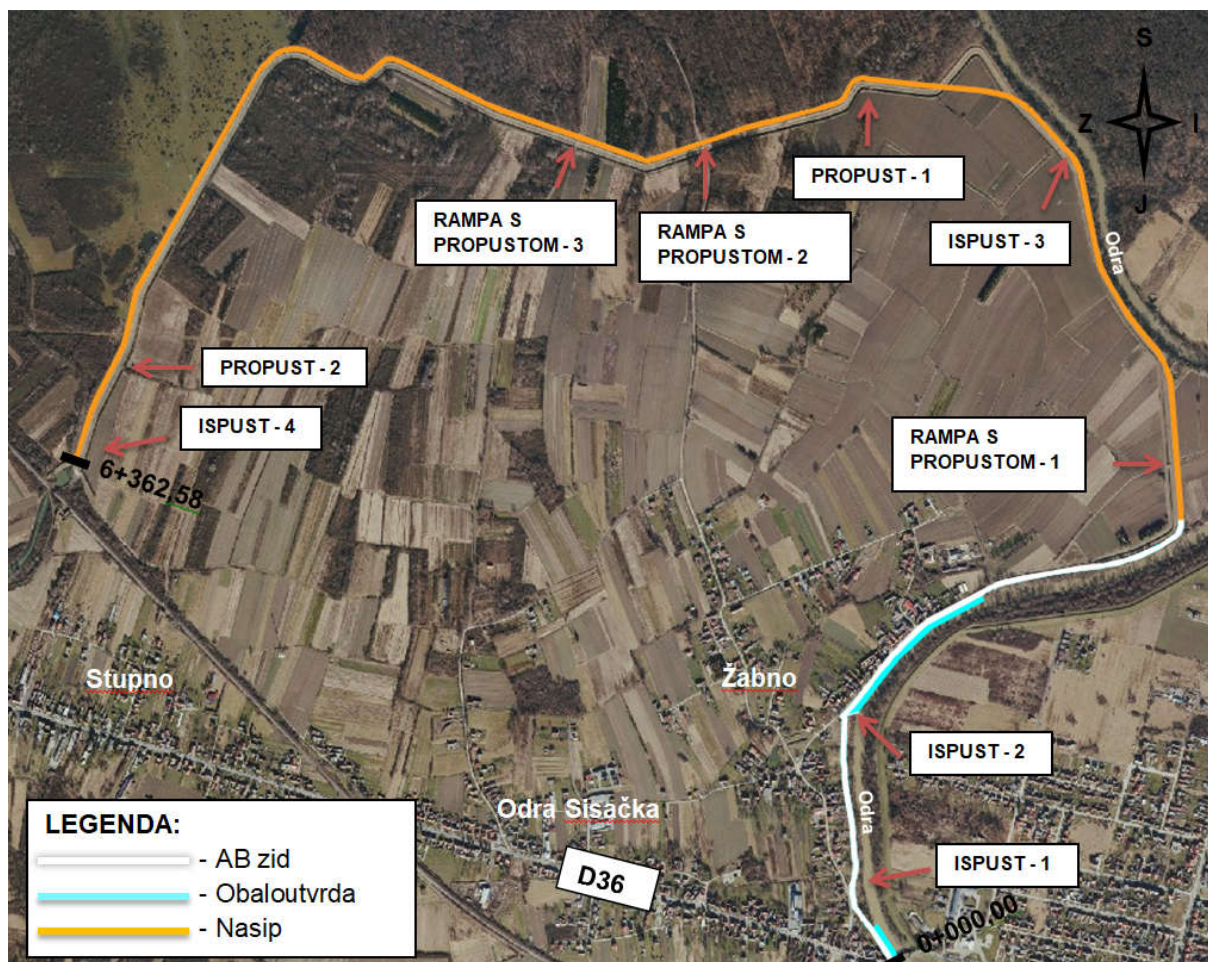 S
Z
I
J
PROPUST - 1
RAMPA S
PROPUSTOM - 3
RAMPA S
PROPUSTOM - 2
ISPUST - 3
Odra
PROPUST - 2
ISPUST - 4
6+362,58
RAMPA S
PROPUSTOM - 1
Stupno
Žabno
ISPUST - 2
Odra Sisačka
Odra
D36
ISPUST - 1
0+000,00
LEGENDA:
- AB zid
- Obaloutvrda
- Nasip